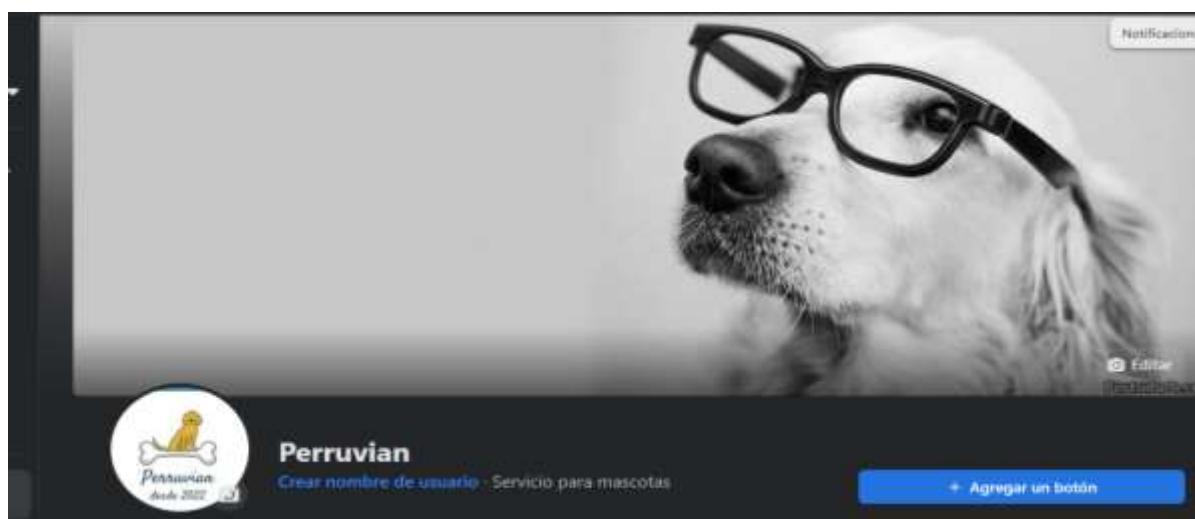 Notificacion
Editar
Perruvian
desde 2022
Perruvian
Crear nombre de usuario · Servicio para mascotas
+ Agregar un botón